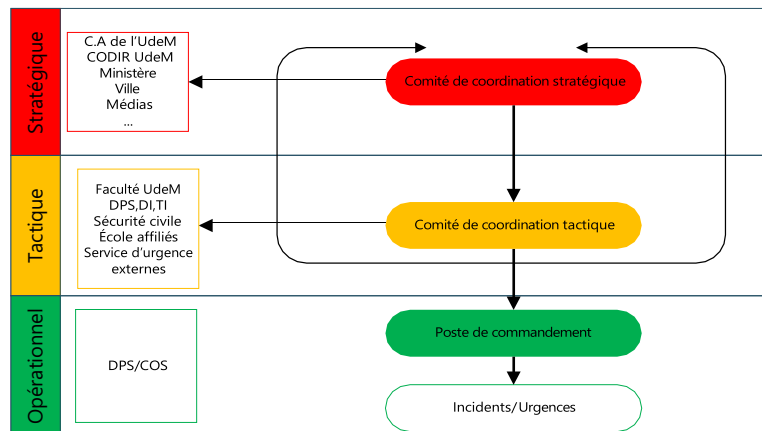 Stratégique
C.A de l'UdeM
CODIR UdeM
Ministère
Ville
Médias
...
Comité de coordination stratégique
Tactique
Faculté UdeM
DPS,DI,TI
Sécurité civile
École affiliés
Service d'urgence
externes
Comité de coordination tactique
Opérationnel
DPS/COS
Poste de commandement
Incidents/Urgences